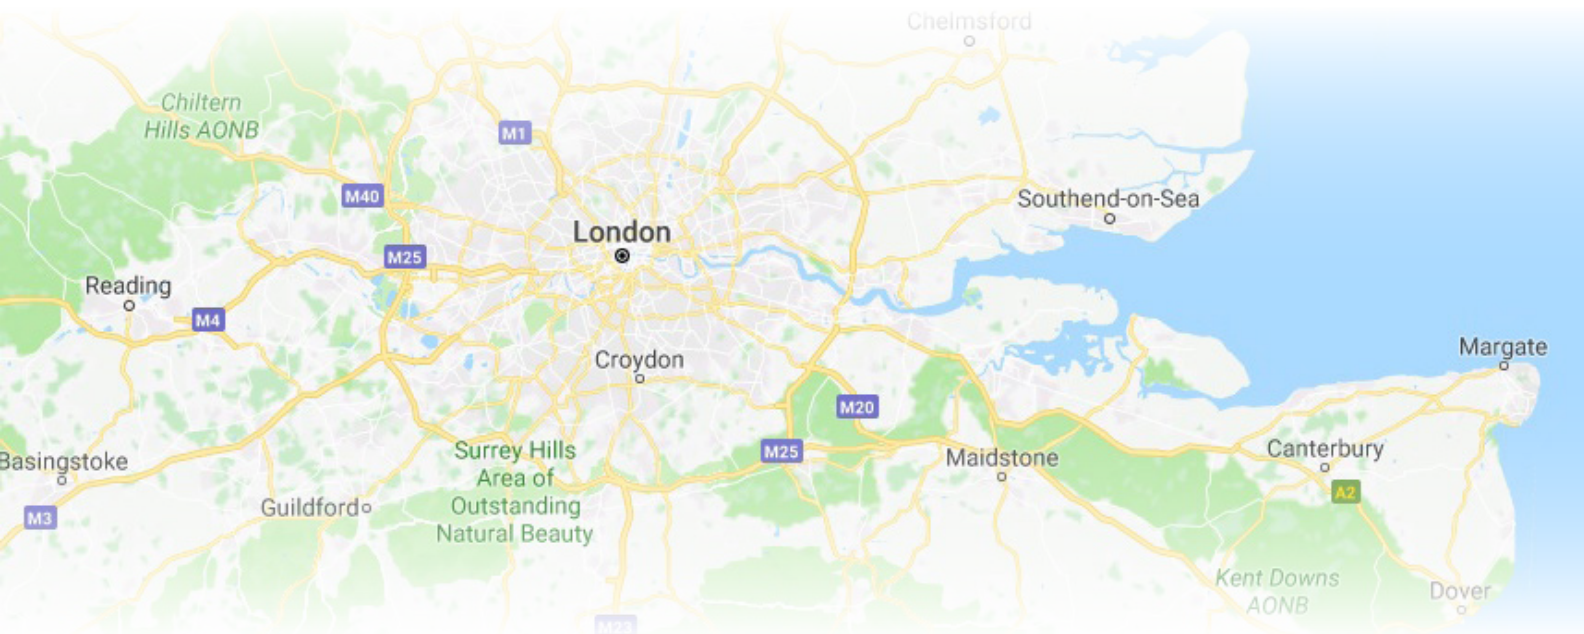 Chelmsford
Chiltern
Hills AONB
M1
M40
Southend-on-Sea
London
M25
Reading
M4
Margate
Croydon
M20
Surrey Hills
Area of
Outstanding
Natural Beauty
M25
Maidstone
Canterbury
Basingstoke
A2
Guildford
M3
Kent Downs
AONB
Dover
M23